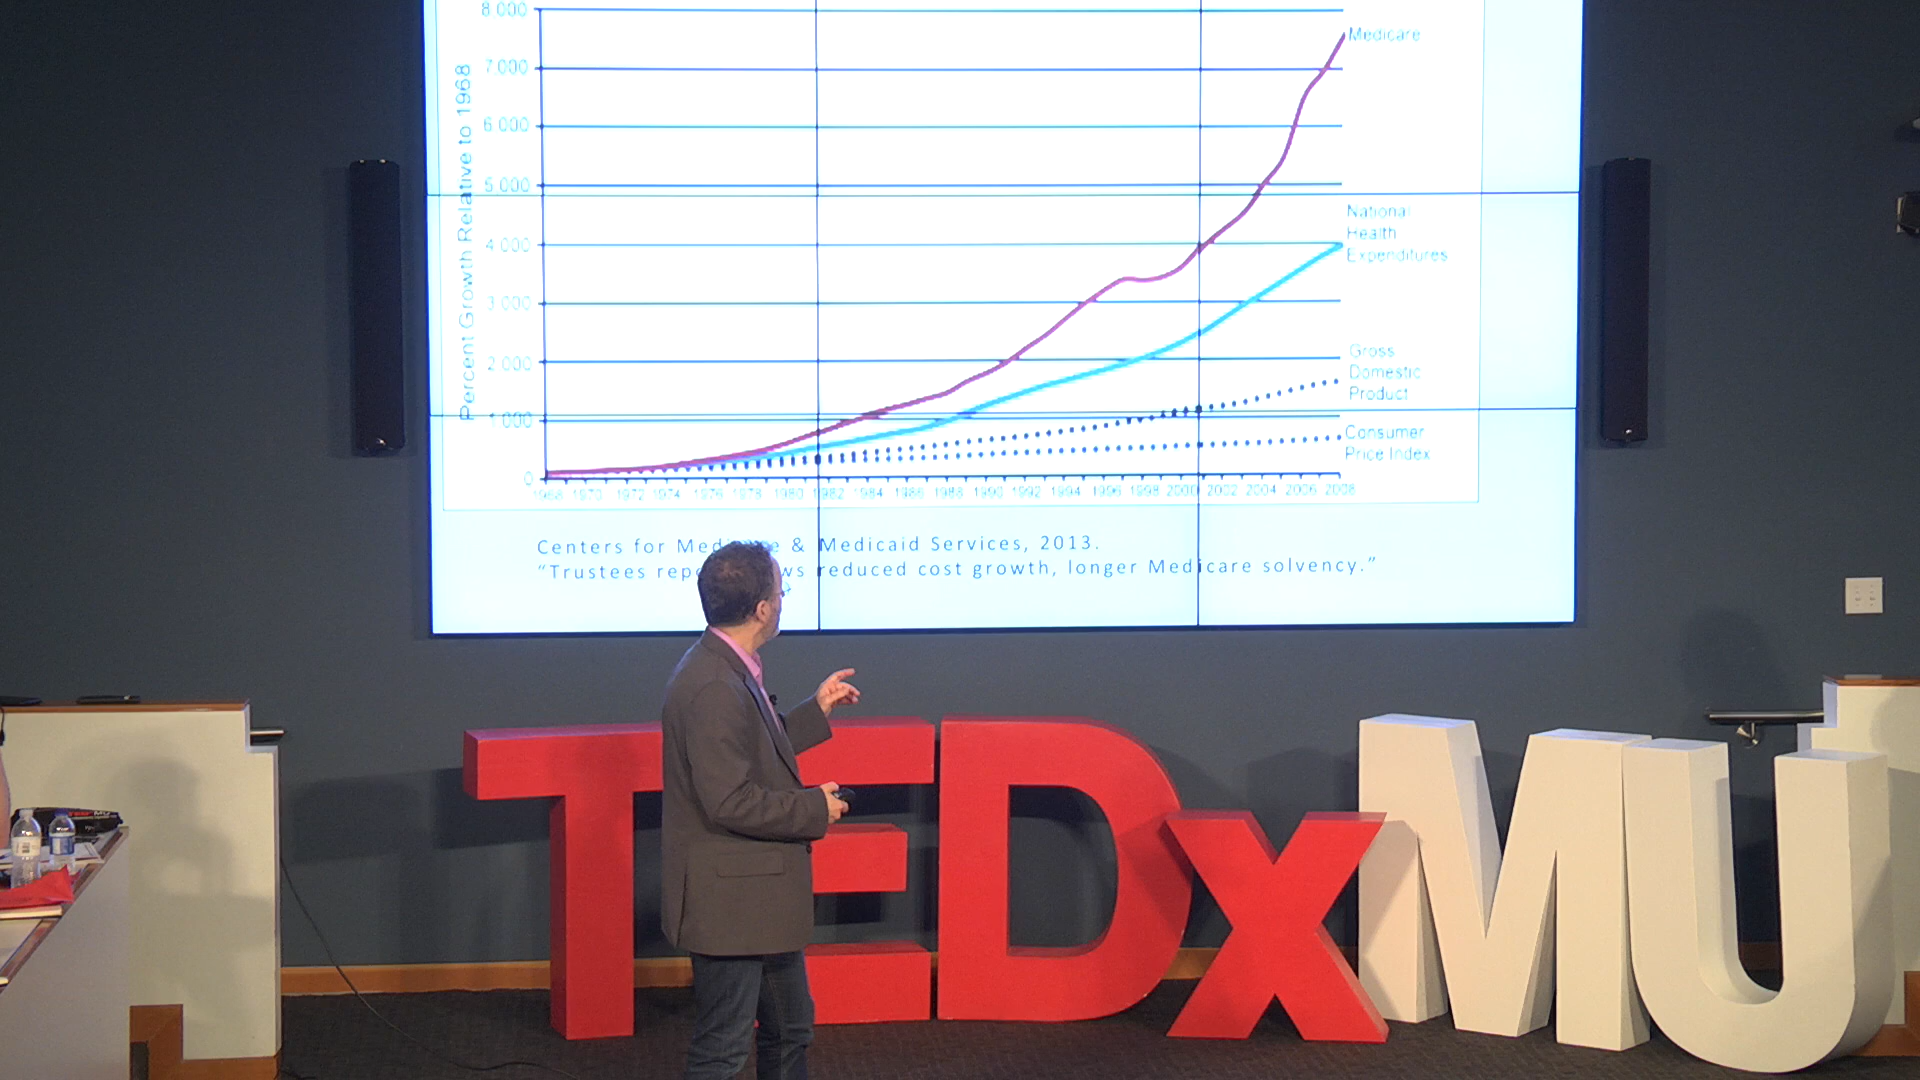 8 000
7 000
6 000
5 000
4 000
3 000
2 000
1 000
0
Percent Growth Relative to 1968
Medicare
National
Health
Expenditures
Gross
Domestic
Product
Consumer
Price Index
1968 1970 1972 1974 1976 1978 1980 1982 1984 1986 1988 1990 1992 1994 1996 1998 2000 2002 2004 2006 2008
Centers for & Medicaid Services, 2013.
"Trustees reduced cost growth, longer Medicare solvency."
TEDxMU